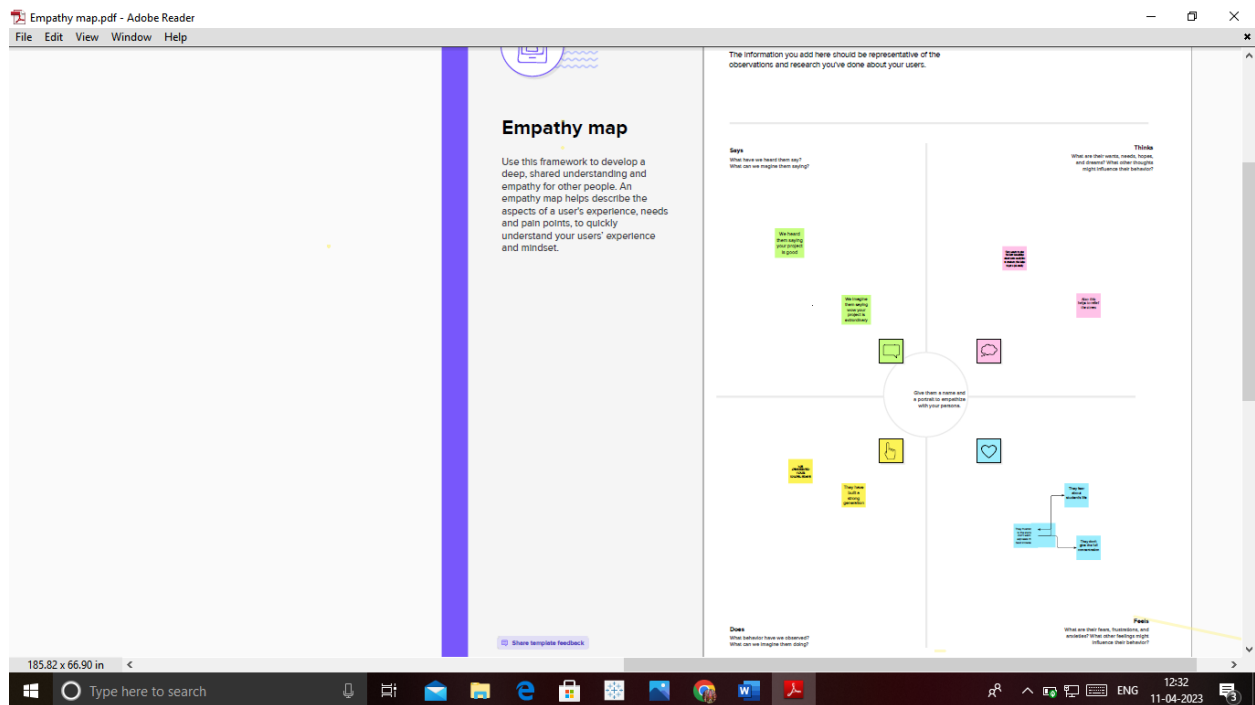 Empathy map.pdf - Adobe Reader
File Edit View Window Help
The information you add here should be representative of the
observations and research you've done about your users.
Empathy map
Use this framework to develop a
deep, shared understanding and
empathy for other people. An
empathy map helps describe the
aspects of a user's experience, needs
and pain points, to quickly
understand your users' experience
and mindset.
Share template feedback
Says
What have we heard them say?
What can we imagine them saying?
Thinks
What are their wants, needs, hopes,
and dreams? What other thoughts
might influence their behavior?
We heard
them saying
your project
is good
We imagine
them saying
your
project is
Give them a name and
a portrait to empathize
with your persona.
They have
built a
strong
generation
They fear
about
They don't
give the full
Does
What behavior have we observed?
What can we imagine them doing?
Feels
What are their fears, frustrations, and
anxieties? What other feelings might
influence their behavior?
185.82 x 66.90 in
Type here to search
ENG
12:32
11-04-2023
3